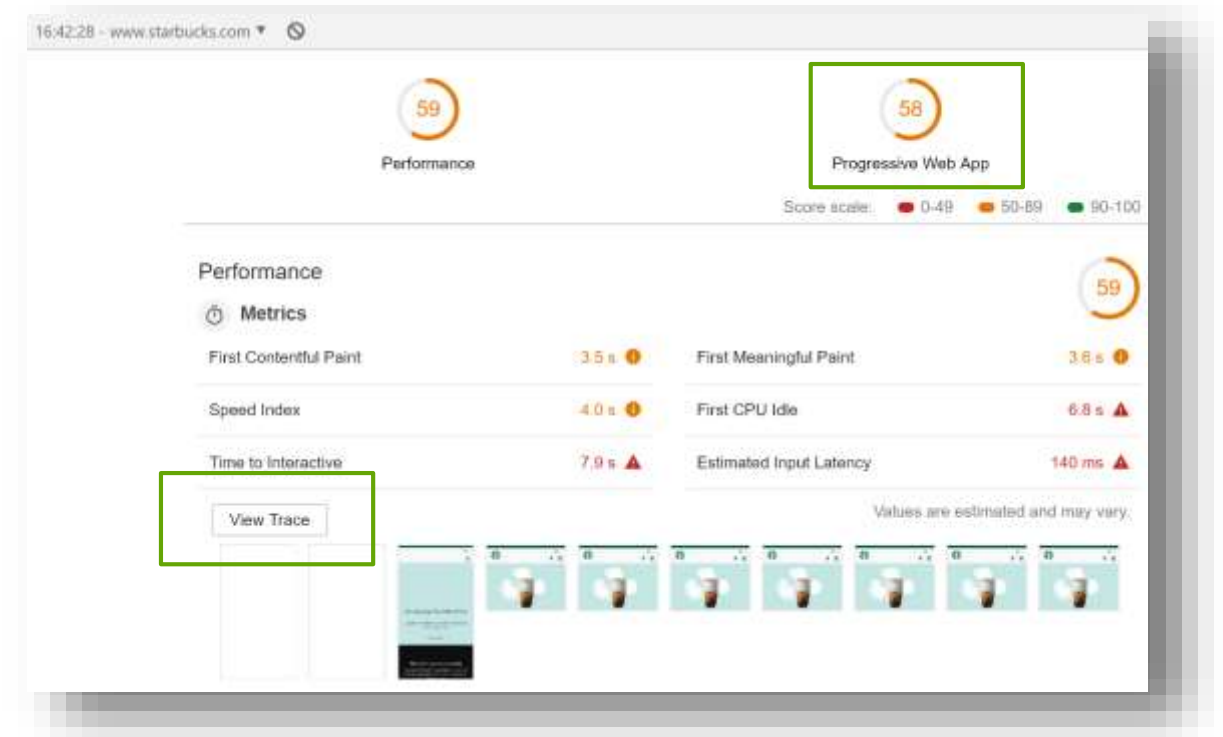 16:42:28 - www.starbucks.com ▼
59
58
Performance
Progressive Web App
Score scale: 0-49 50-89 90-100
Performance
59
Metrics
First Contentful Paint 3.5 s
First Meaningful Paint 3.6 s
Speed Index 4.0 s
First CPU Idle 6.8 s
Time to Interactive 7.9 s
Estimated Input Latency 140 ms
View Trace
Values are estimated and may vary.